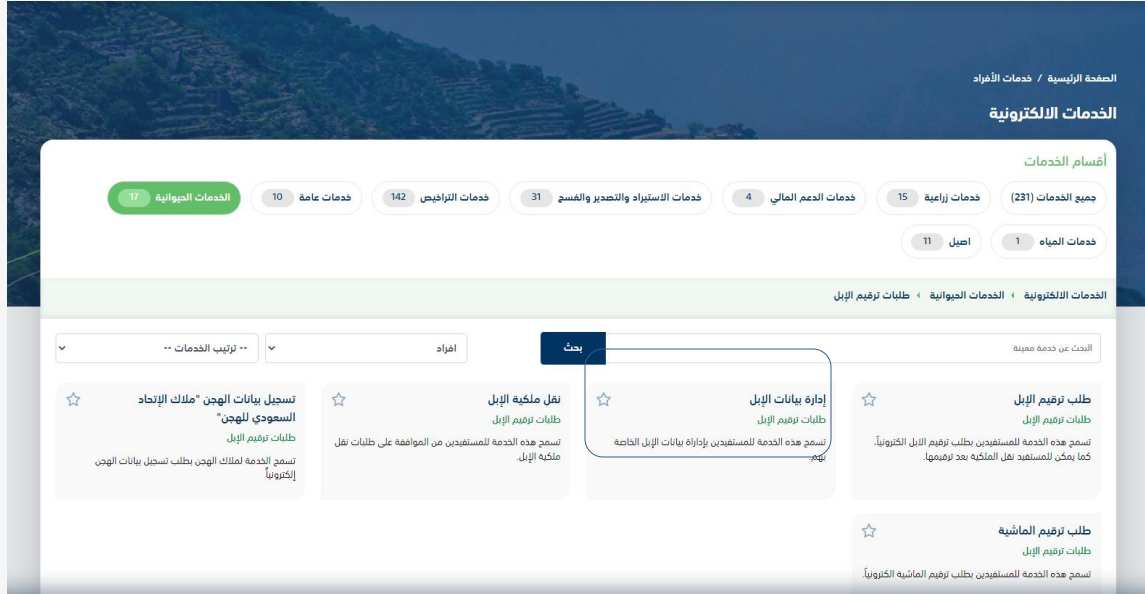 الصفحة الرئيسية / خدمات الأفراد
الخدمات الالكترونية
أقسام الخدمات
جميع الخدمات (231)
خدمات زراعية 15
خدمات الدعم المالي 4
خدمات الاستيراد والتصدير والفسح 31
خدمات التراخيص 142
خدمات عامة 10
الخدمات الحيوانية 17
خدمات المياه 1
اصيل 11
الخدمات الالكترونية
الخدمات الحيوانية
طلبات ترقيم الإبل
البحث عن خدمة معينة
بحث
افراد
-- ترتيب الخدمات --
طلب ترقيم الإبل
طلبات ترقيم الإبل
تسمح هذه الخدمة للمستفيدين بطلب ترقيم الابل الكترونياً،
كما يمكن للمستفيد نقل الملكية بعد ترقيمها.
إدارة بيانات الإبل
طلبات ترقيم الإبل
تسمح هذه الخدمة للمستفيدين بإداراة بيانات الإبل الخاصة
بهم.
نقل ملكية الإبل
طلبات ترقيم الإبل
تسمح هذه الخدمة للمستفيدين من الموافقة على طلبات نقل
ملكية الإبل.
تسجيل بيانات الهجن "ملاك الإتحاد
السعودي للهجن"
طلبات ترقيم الإبل
تسمح الخدمة لملاك الهجن بطلب تسجيل بيانات الهجن
إلكترونياً
طلب ترقيم الماشية
طلبات ترقيم الإبل
تسمح هذه الخدمة للمستفيدين بطلب ترقيم الماشية الكترونياً.